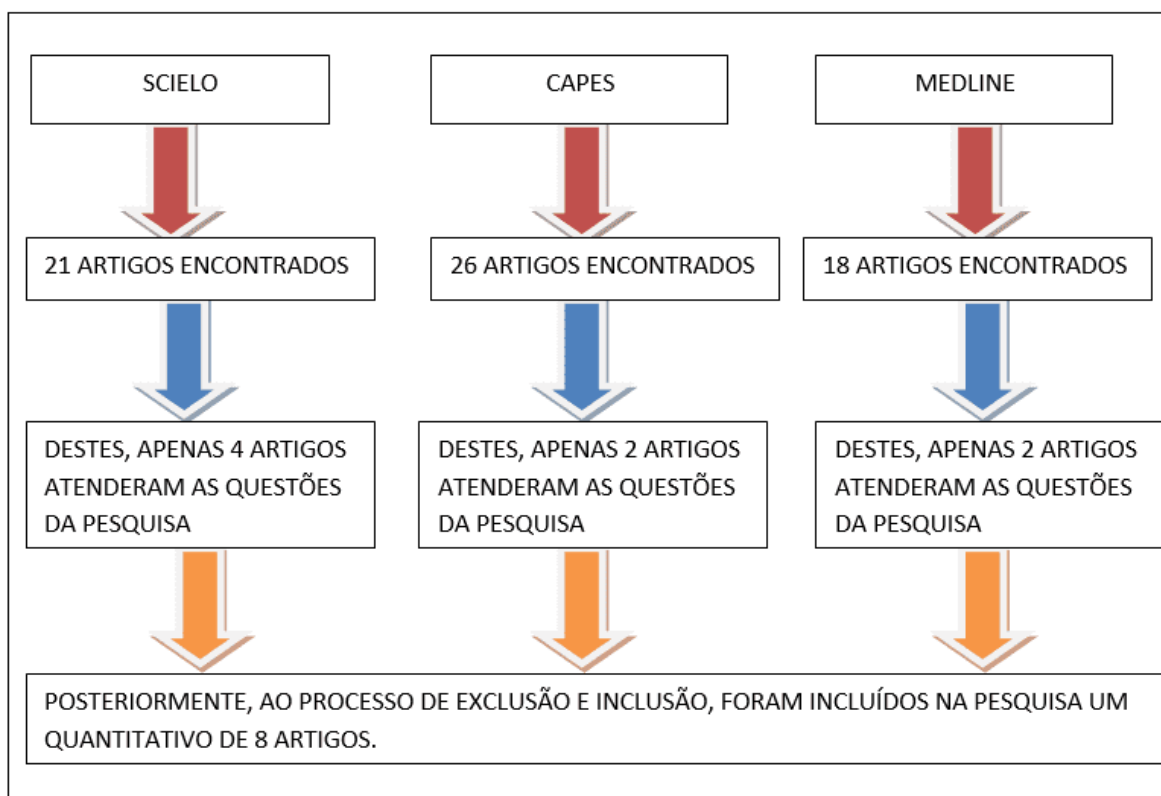 SCIELO
CAPES
MEDLINE
21 ARTIGOS ENCONTRADOS
26 ARTIGOS ENCONTRADOS
18 ARTIGOS ENCONTRADOS
DESTES, APENAS 4 ARTIGOS
ATENDERAM AS QUESTÕES
DA PESQUISA
DESTES, APENAS 2 ARTIGOS
ATENDERAM AS QUESTÕES
DA PESQUISA
DESTES, APENAS 2 ARTIGOS
ATENDERAM AS QUESTÕES
DA PESQUISA
POSTERIORMENTE, AO PROCESSO DE EXCLUSÃO E INCLUSÃO, FORAM INCLUÍDOS NA PESQUISA UM
QUANTITATIVO DE 8 ARTIGOS.